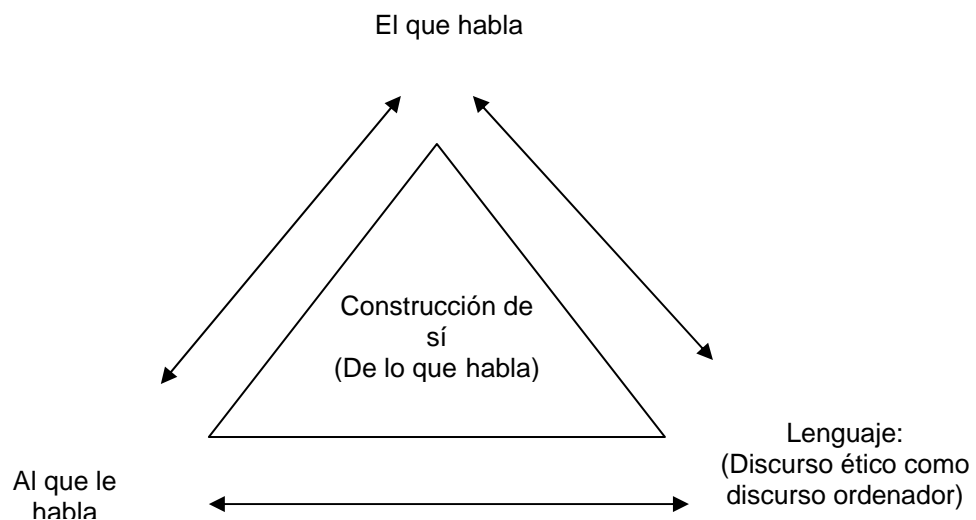 El que habla
Construcción de
sí
(De lo que habla)
Lenguaje:
(Discurso ético como
discurso ordenador)
Al que le
habla